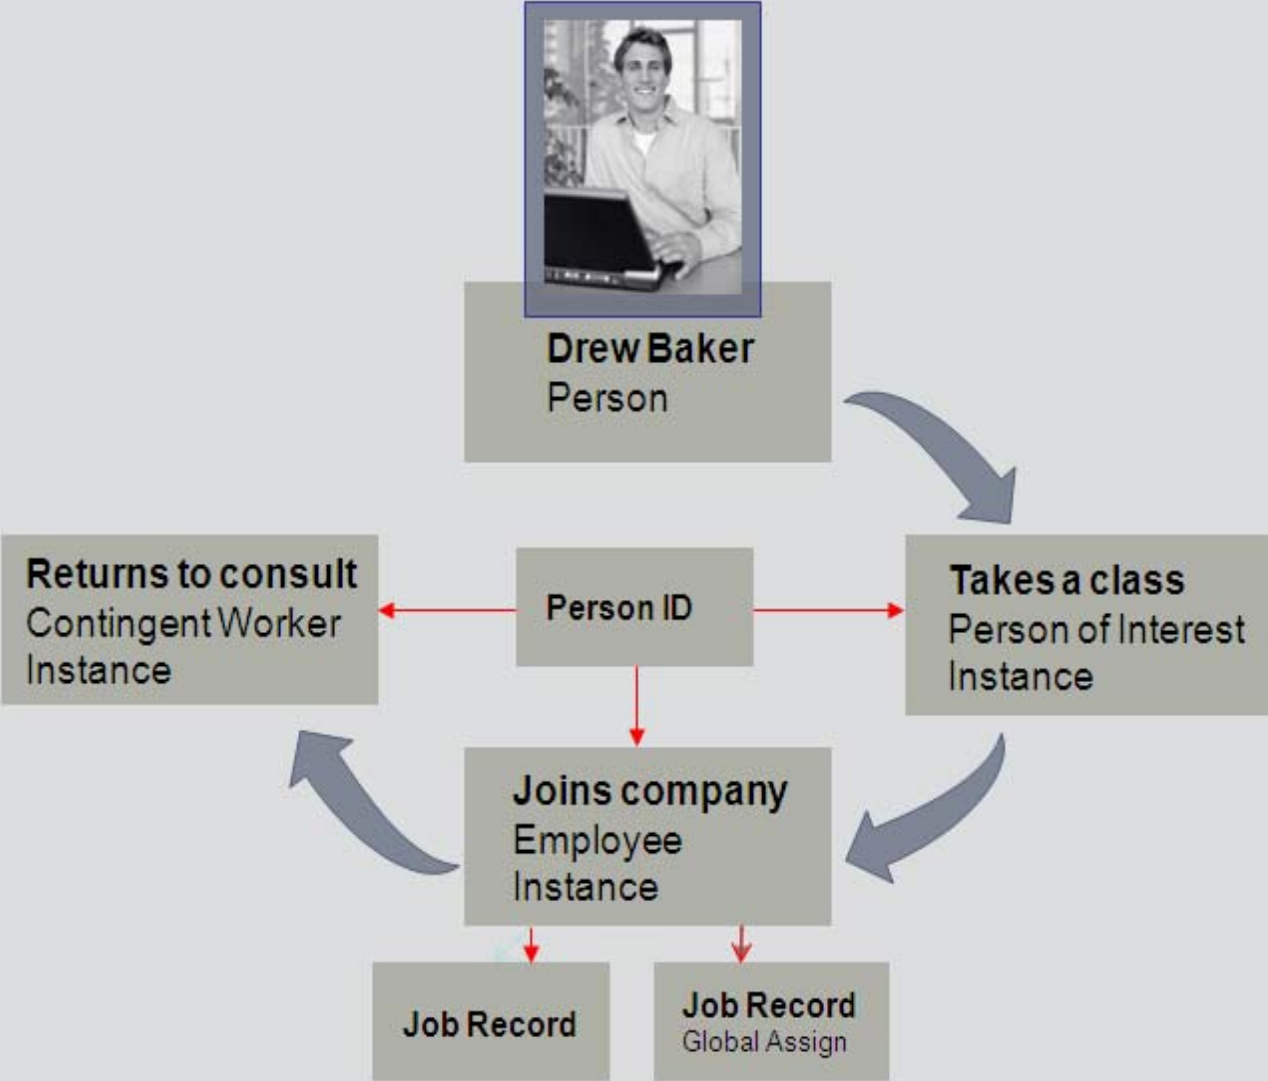 Drew Baker
Person
Returns to consult
Contingent Worker
Instance
Person ID
Takes a class
Person of Interest
Instance
Joins company
Employee
Instance
Job Record
Job Record
Global Assign